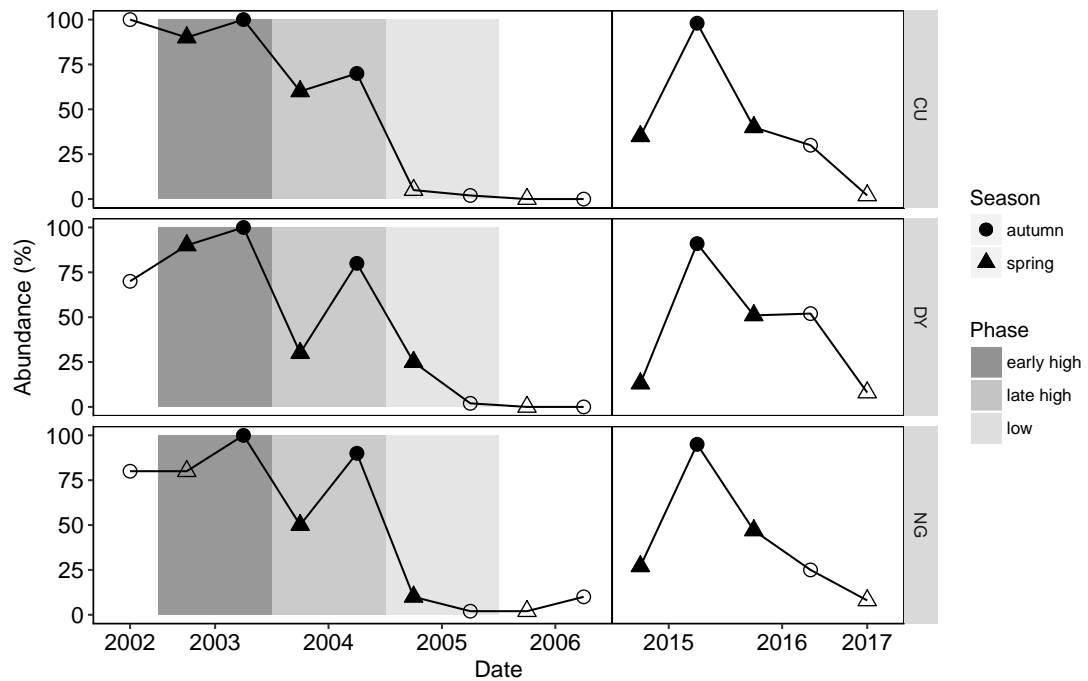 Abundance (%)
100
75
50
25
0
CU
100
75
50
25
0
DY
100
75
50
25
0
NG
2002 2003 2004 2005 2006 2015 2016 2017
Date
Season
autumn
spring
Phase
early high
late high
low